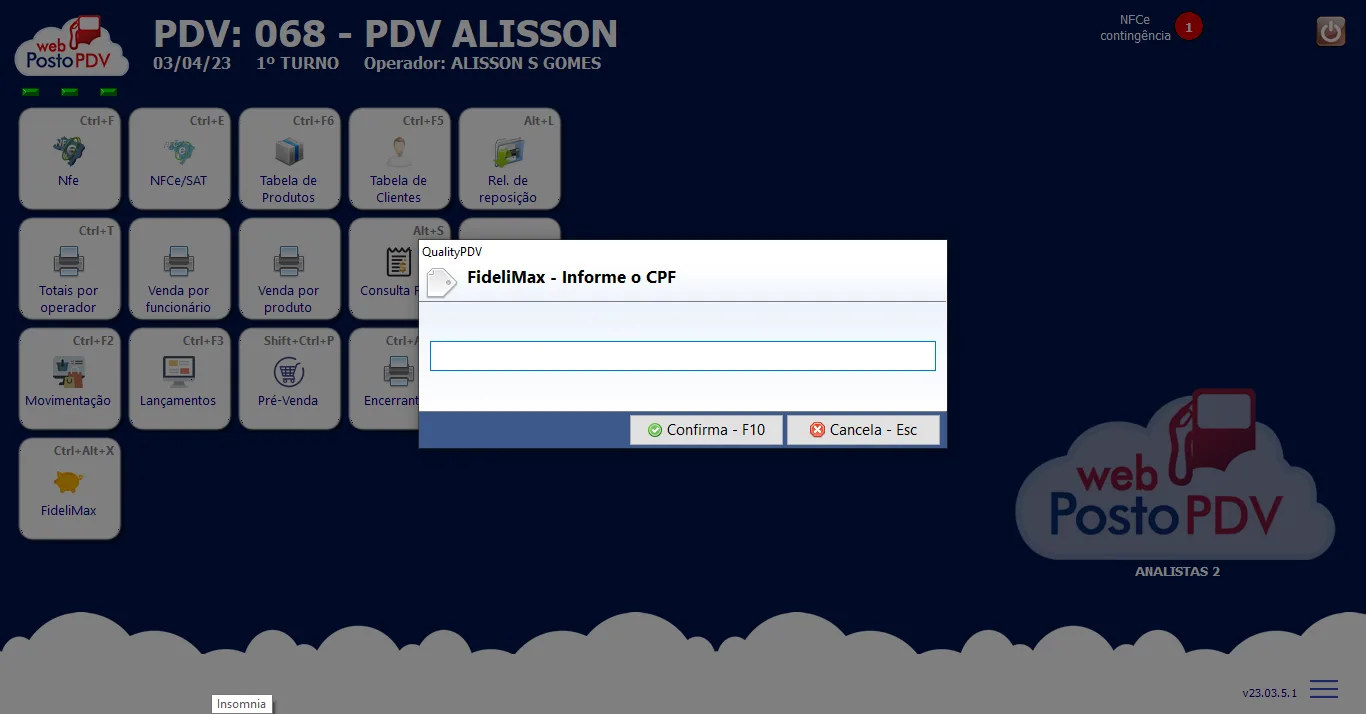 web
PostoPDV
PDV: 068 - PDV ALISSON
03/04/23 1º TURNO Operador: ALISSON S GOMES
NFCe
contingência
1
Ctrl+F
Nfe
Ctrl+E
NFCe/SAT
Ctrl+F6
Tabela de
Produtos
Ctrl+F5
Tabela de
Clientes
Alt+L
Rel. de
reposição
Ctrl+T
Totais por
operador
Venda por
funcionário
Venda por
produto
Alt+S
Consulta
Ctrl+F2
Movimentação
Ctrl+F3
Lançamentos
Shift+Ctrl+P
Pré-Venda
Encerrant
Ctrl+Alt+X
FideliMax
QualityPDV
FideliMax - Informe o CPF
Confirma - F10
Cancela - Esc
web
PostoPDV
ANALISTAS 2
v23.03.5.1
Insomnia